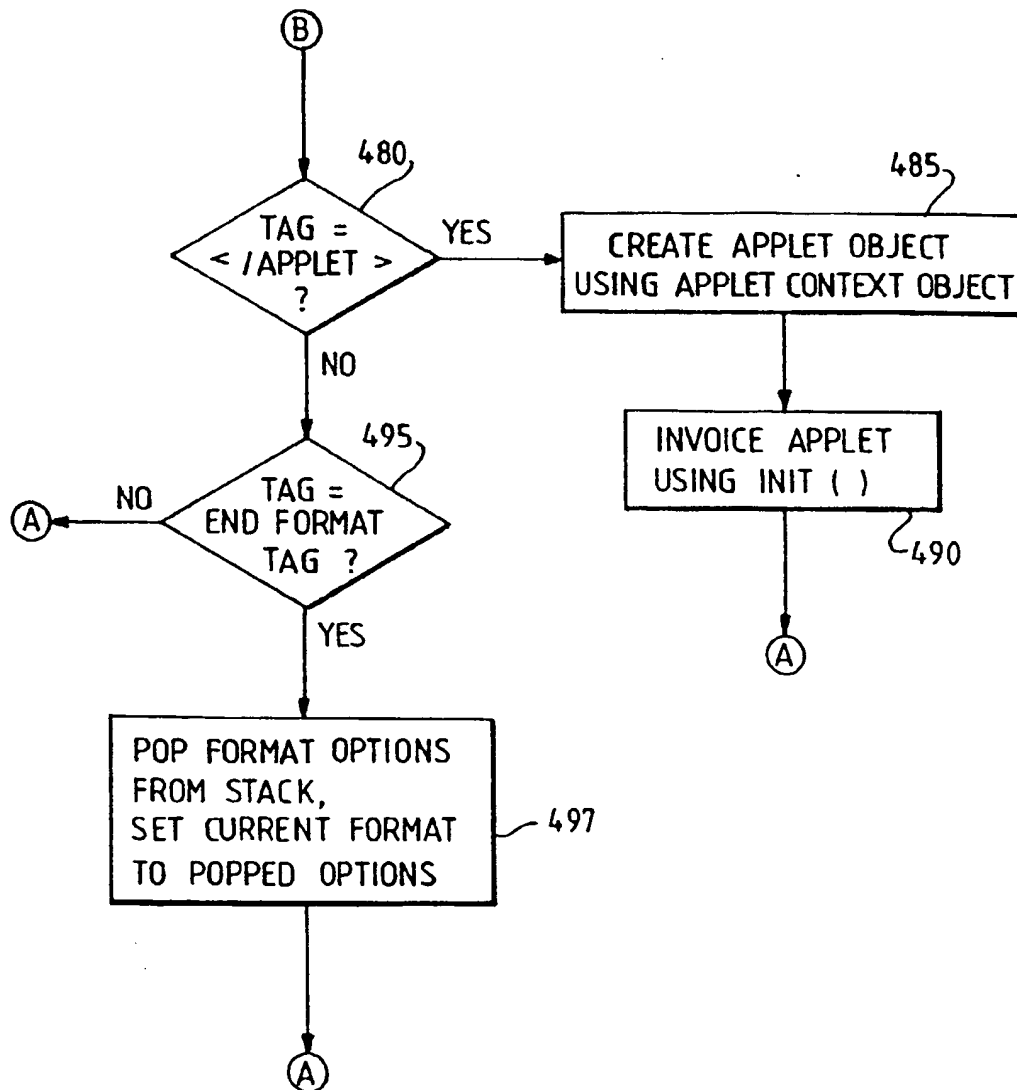 B
480
TAG =
< /APPLET >
?
YES
NO
485
CREATE APPLET OBJECT
USING APPLET CONTEXT OBJECT
INVOICE APPLET
USING INIT ( )
490
A
495
TAG =
END FORMAT
TAG ?
NO
A
YES
POP FORMAT OPTIONS
FROM STACK,
SET CURRENT FORMAT
TO POPPED OPTIONS
497
A